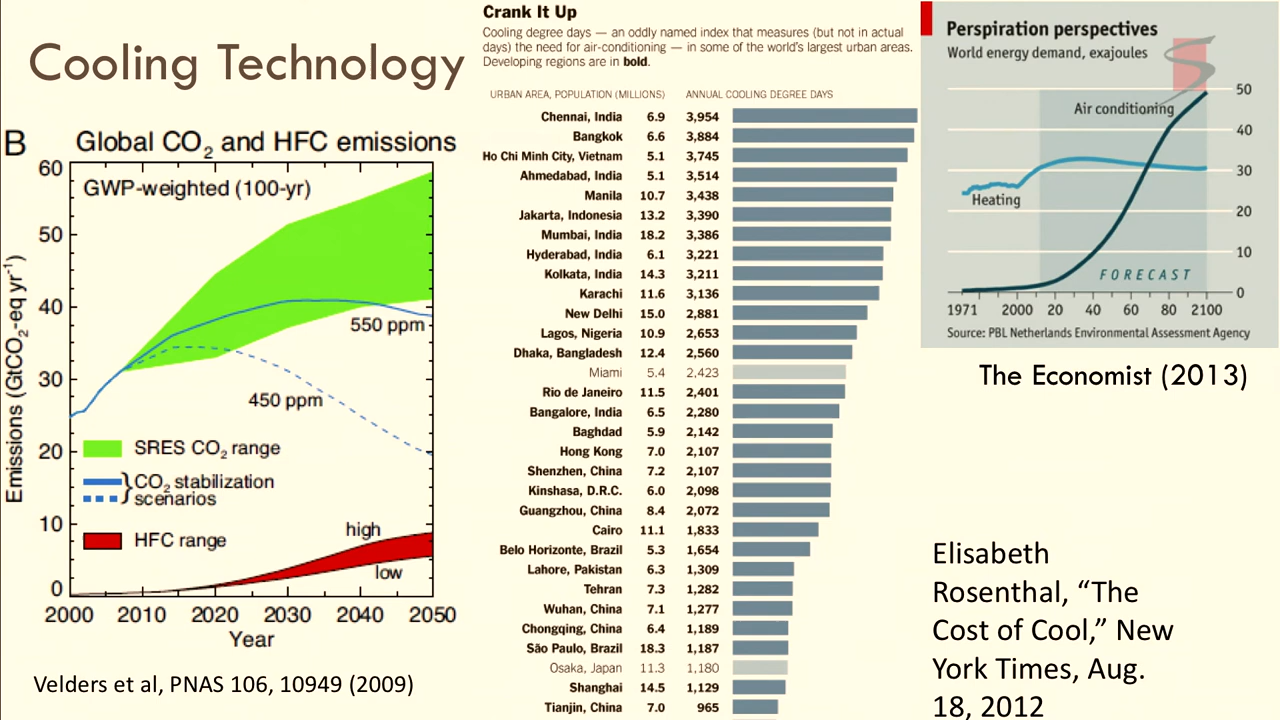 Cooling Technology
B
Global CO2 and HFC emissions
GWP-weighted (100-yr)
60
50
40
30
20
10
0
Emissions (GtCO2-eq yr-1)
550 ppm
450 ppm
SRES CO2 range
CO2 stabilization
scenarios
HFC range
high
low
2000 2010 2020 2030 2040 2050
Year
Velders et al, PNAS 106, 10949 (2009)
Crank It Up
Cooling degree days — an oddly named index that measures (but not in actual
days) the need for air-conditioning — in some of the world's largest urban areas.
Developing regions are in bold.
URBAN AREA, POPULATION (MILLIONS) ANNUAL COOLING DEGREE DAYS
Chennai, India 6.9 3,954
Bangkok 6.6 3,884
Ho Chi Minh City, Vietnam 5.1 3,745
Ahmedabad, India 5.1 3,514
Manila 10.7 3,438
Jakarta, Indonesia 13.2 3,390
Mumbai, India 18.2 3,386
Hyderabad, India 6.1 3,221
Kolkata, India 14.3 3,211
Karachi 11.6 3,136
New Delhi 15.0 2,881
Lagos, Nigeria 10.9 2,653
Dhaka, Bangladesh 12.4 2,560
Miami 5.4 2,423
Rio de Janeiro 11.5 2,401
Bangalore, India 6.5 2,280
Baghdad 5.9 2,142
Hong Kong 7.0 2,107
Shenzhen, China 7.2 2,107
Kinshasa, D.R.C. 6.0 2,098
Guangzhou, China 8.4 2,072
Cairo 11.1 1,833
Belo Horizonte, Brazil 5.3 1,654
Lahore, Pakistan 6.3 1,309
Tehran 7.3 1,282
Wuhan, China 7.1 1,277
Chongqing, China 6.4 1,189
São Paulo, Brazil 18.3 1,187
Osaka, Japan 11.3 1,180
Shanghai 14.5 1,129
Tianjin, China 7.0 965
Perspiration perspectives
World energy demand, exajoules
Air conditioning
Heating
FORECAST
50
40
30
20
10
0
1971 2000 20 40 60 80 2100
Source: PBL Netherlands Environmental Assessment Agency
The Economist (2013)
Elisabeth
Rosenthal, “The
Cost of Cool,” New
York Times, Aug.
18, 2012